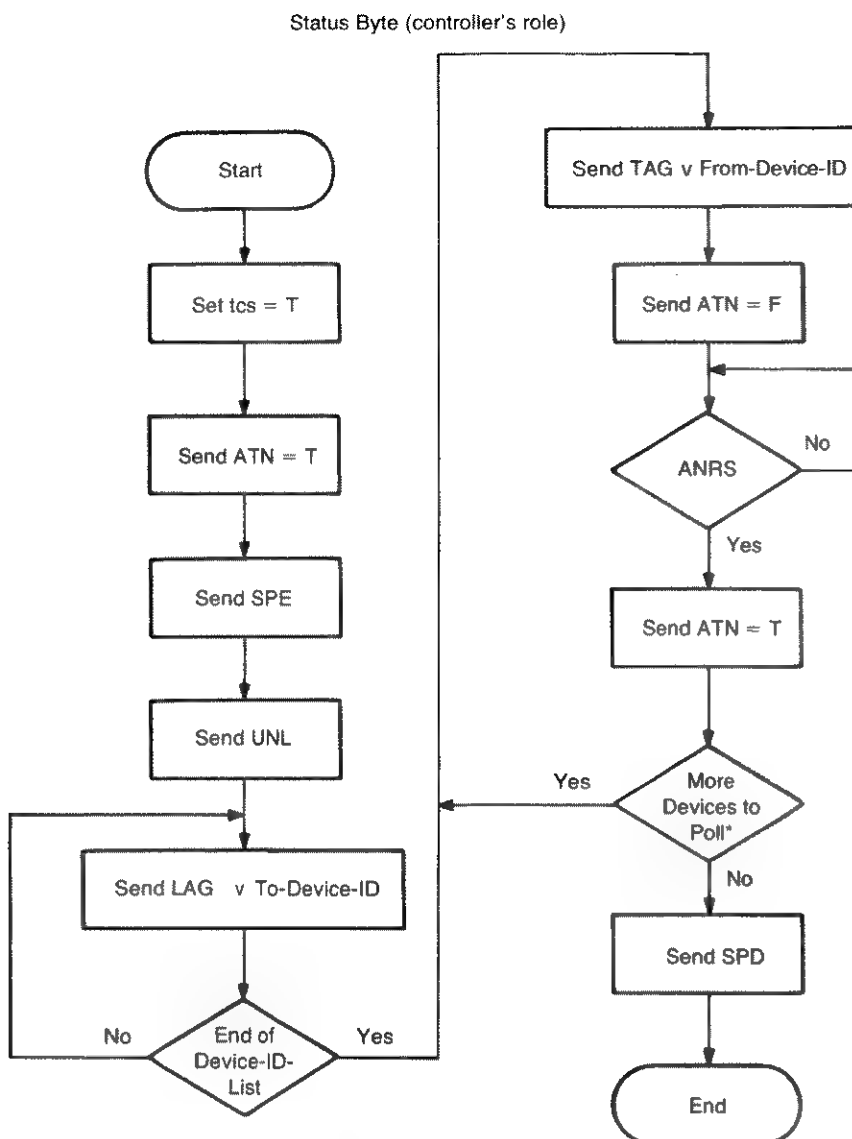 Status Byte (controller's role)
Start
Set tcs = T
Send ATN = T
Send SPE
Send UNL
Send LAG v To-Device-ID
End of
Device-ID-
List
No
Yes
Send TAG v From-Device-ID
Send ATN = F
ANRS
No
Yes
Send ATN = T
More
Devices to
Poll*
Yes
No
Send SPD
End